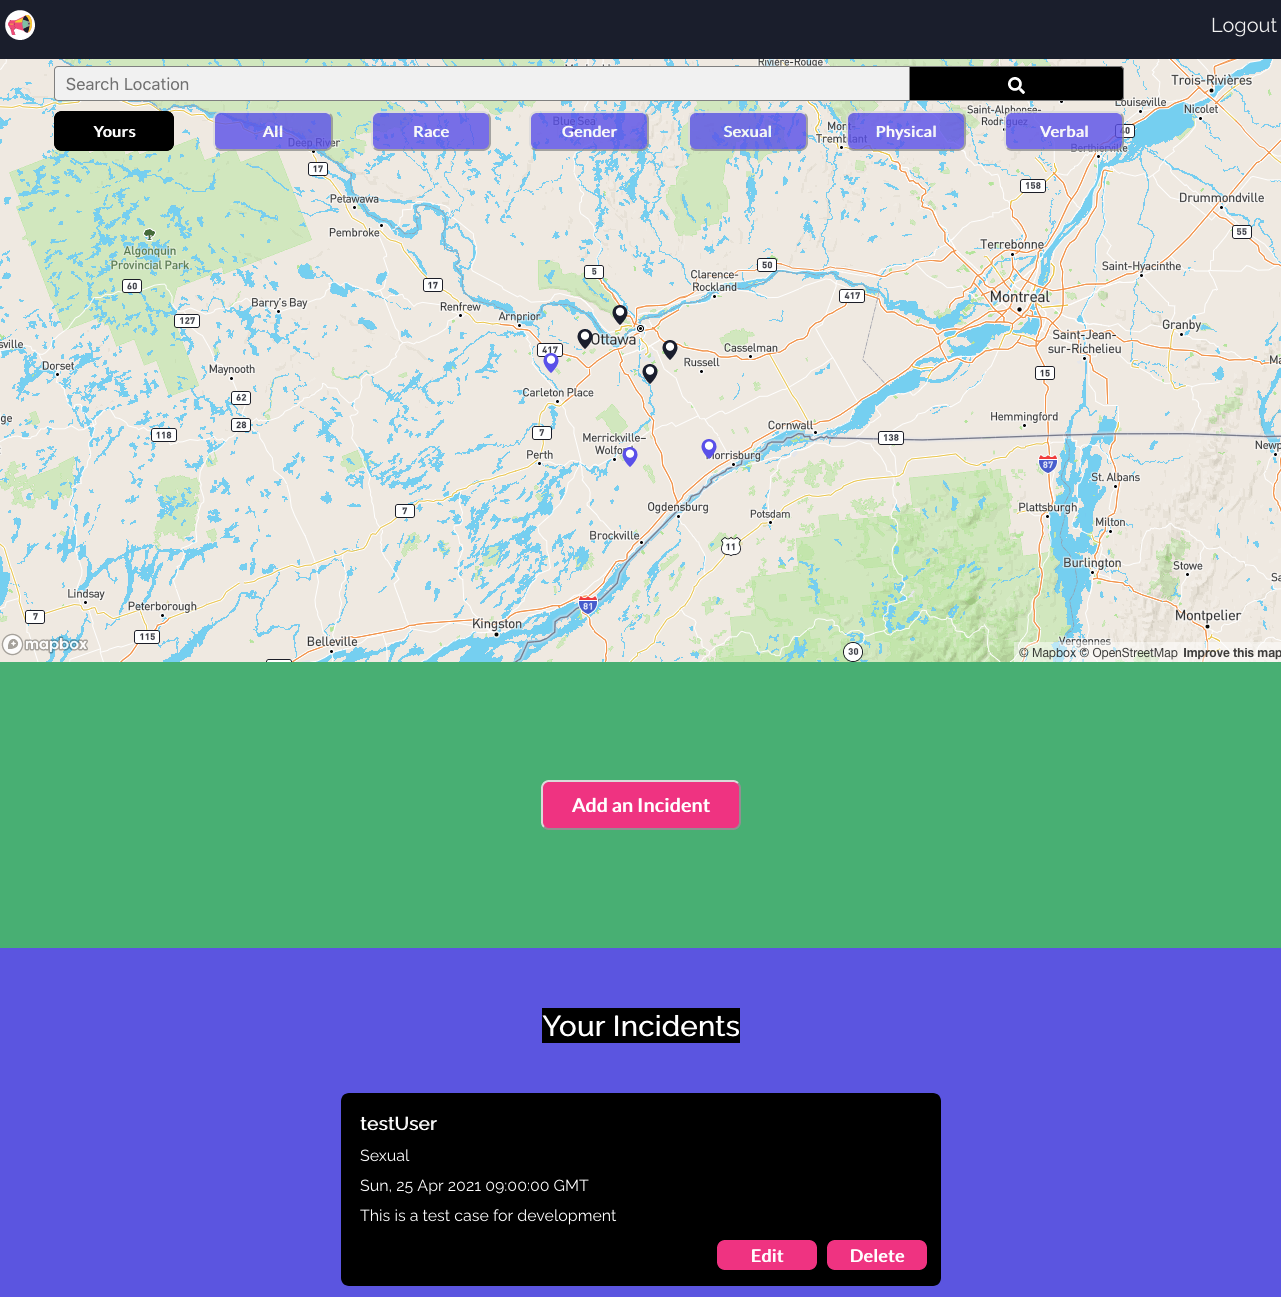 Logout
Rivière-Rouge
Search Location
Trois-Rivières
Louiseville
Saint-Alphonse-
Nicolet
Yours
All
Race
Gender
Sexual
Physical
Verbal
Blue Sea
40
Deep River
Berthierville
17
158
Petawawa
Drummondville
Pembroke
55
Terrebonne
Algonquin
Provincial Park
5
50
Saint-Hyacinthe
Clarence-
Rockland
60
17
417
Montreal
Barry's Bay
Renfrew
Arnprior
127
Granby
Ottawa
Saint-Jean-
sur-Richelieu
Casselman
417
Russell
Dorset
Maynooth
15
Carleton Place
62
Hemmingford
28
Cornwall
118
7
Merrickville-
138
Perth
87
St. Albans
Ogdensburg
Plattsburgh
7
Potsdam
Milton
Brockville
11
Burlington
Stowe
Lindsay
Peterborough
81
7
Kingston
Montpelier
115
Belleville
Vergennes
mapbox
30
© Mapbox © OpenStreetMap Improve this map
Add an Incident
Your Incidents
testUser
Sexual
Sun, 25 Apr 2021 09:00:00 GMT
This is a test case for development
Edit
Delete